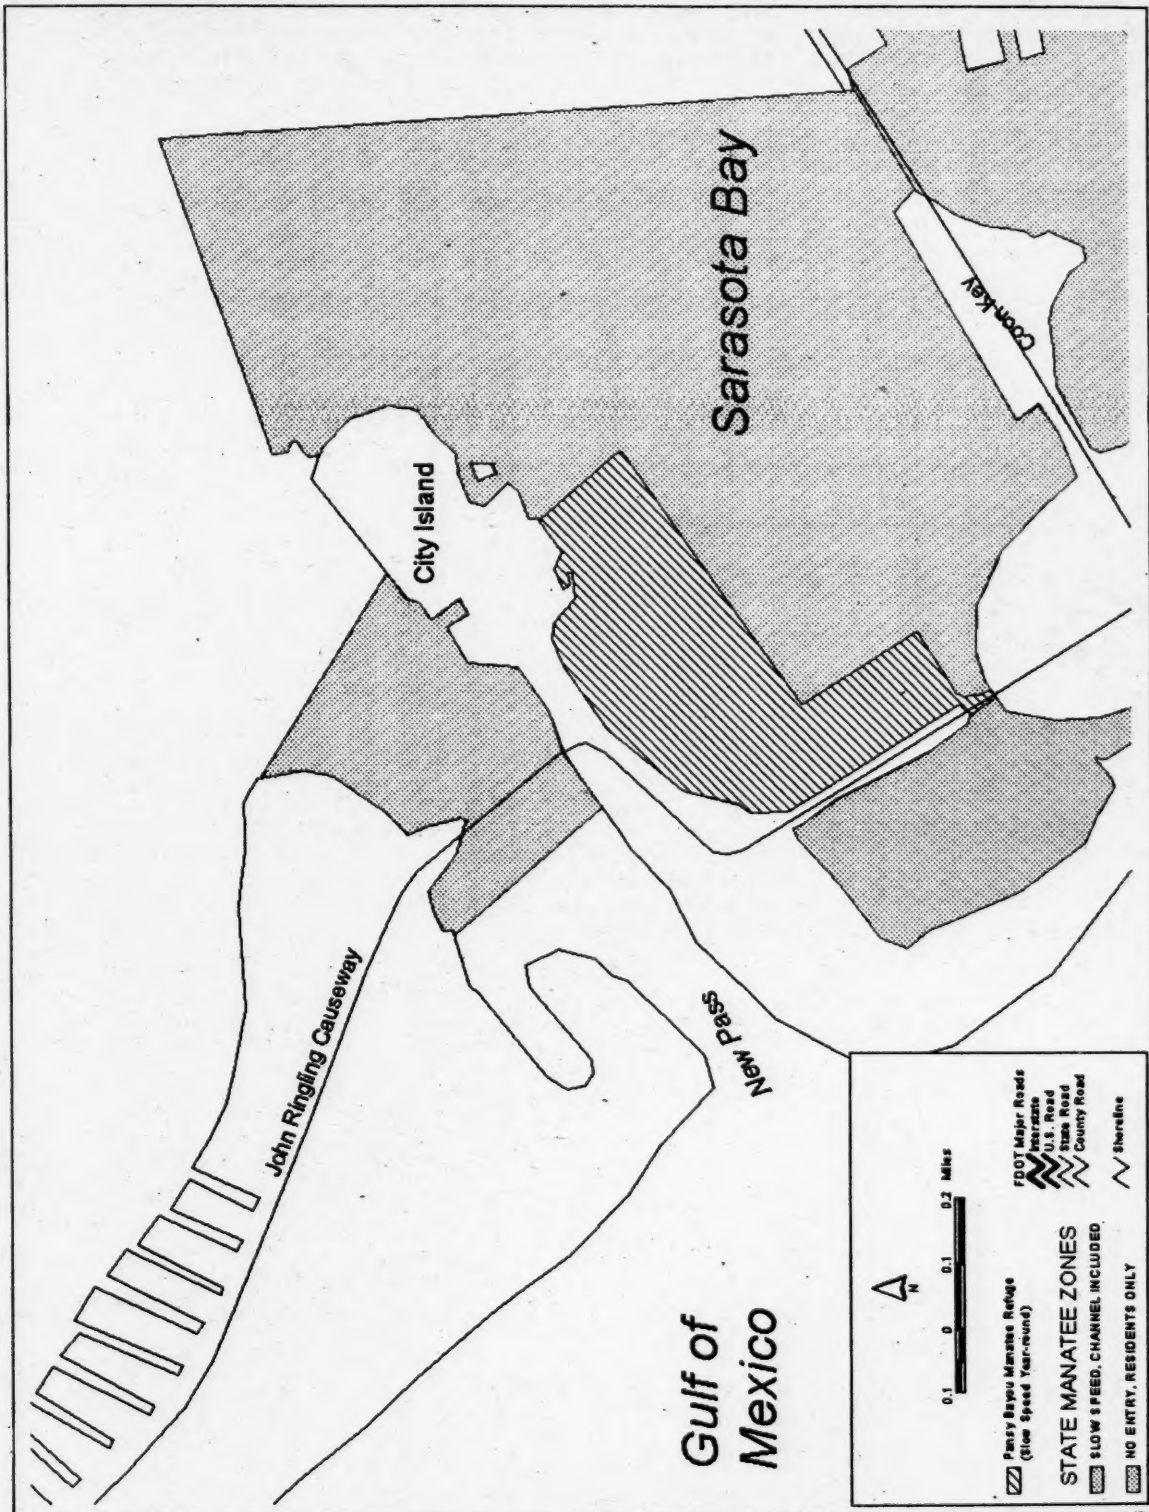 Sarasota Bay
Coon Key
City Island
John Ringling Causeway
New Pass
Gulf of
Mexico
N
0.1 0 0.1 0.2 Miles
Pansy Bayou Manatee Refuge
(Slow Speed Year-round)
STATE MANATEE ZONES
SLOW SPEED, CHANNEL INCLUDED
NO ENTRY, RESIDENTS ONLY
FDOT Major Roads
Interstate
U.S. Road
State Road
County Road
Shoreline